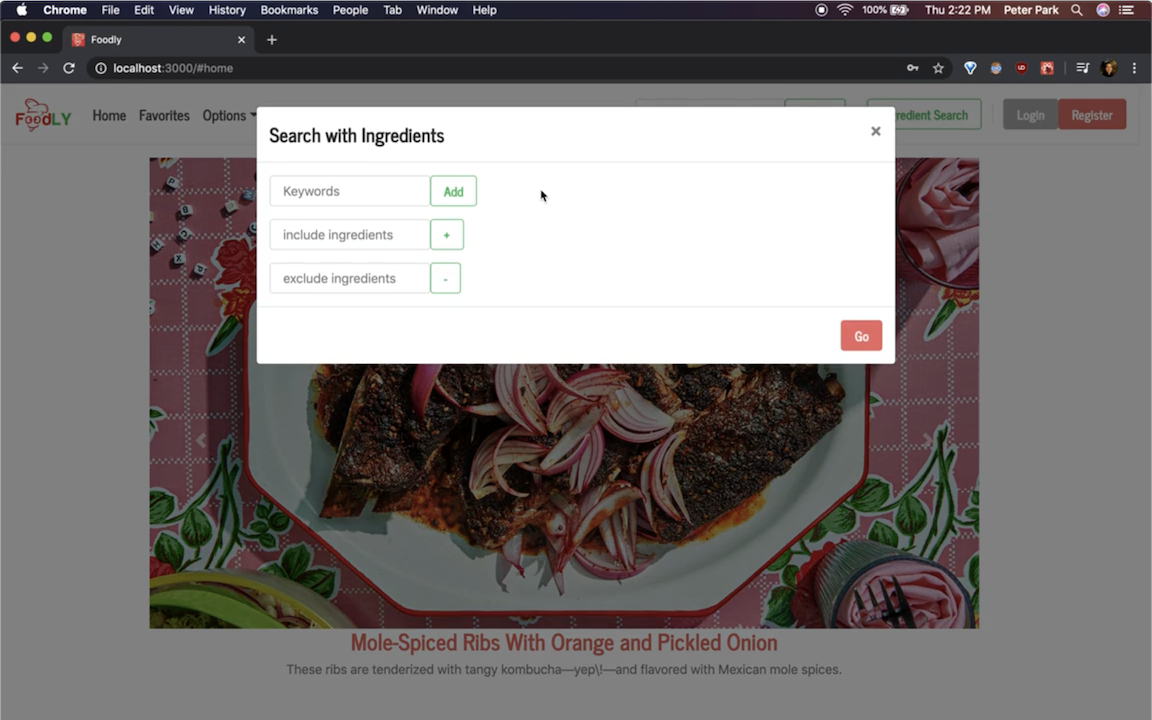 Chrome File Edit View History Bookmarks People Tab Window Help 100% Thu 2:22 PM Peter Park
Foodly
localhost:3000/#home
FoodLY Home Favorites Options redient Search Login Register
Search with Ingredients
Keywords Add
include ingredients +
exclude ingredients -
Go
Mole-Spiced Ribs With Orange and Pickled Onion
These ribs are tenderized with tangy kombucha—yep\!—and flavored with Mexican mole spices.